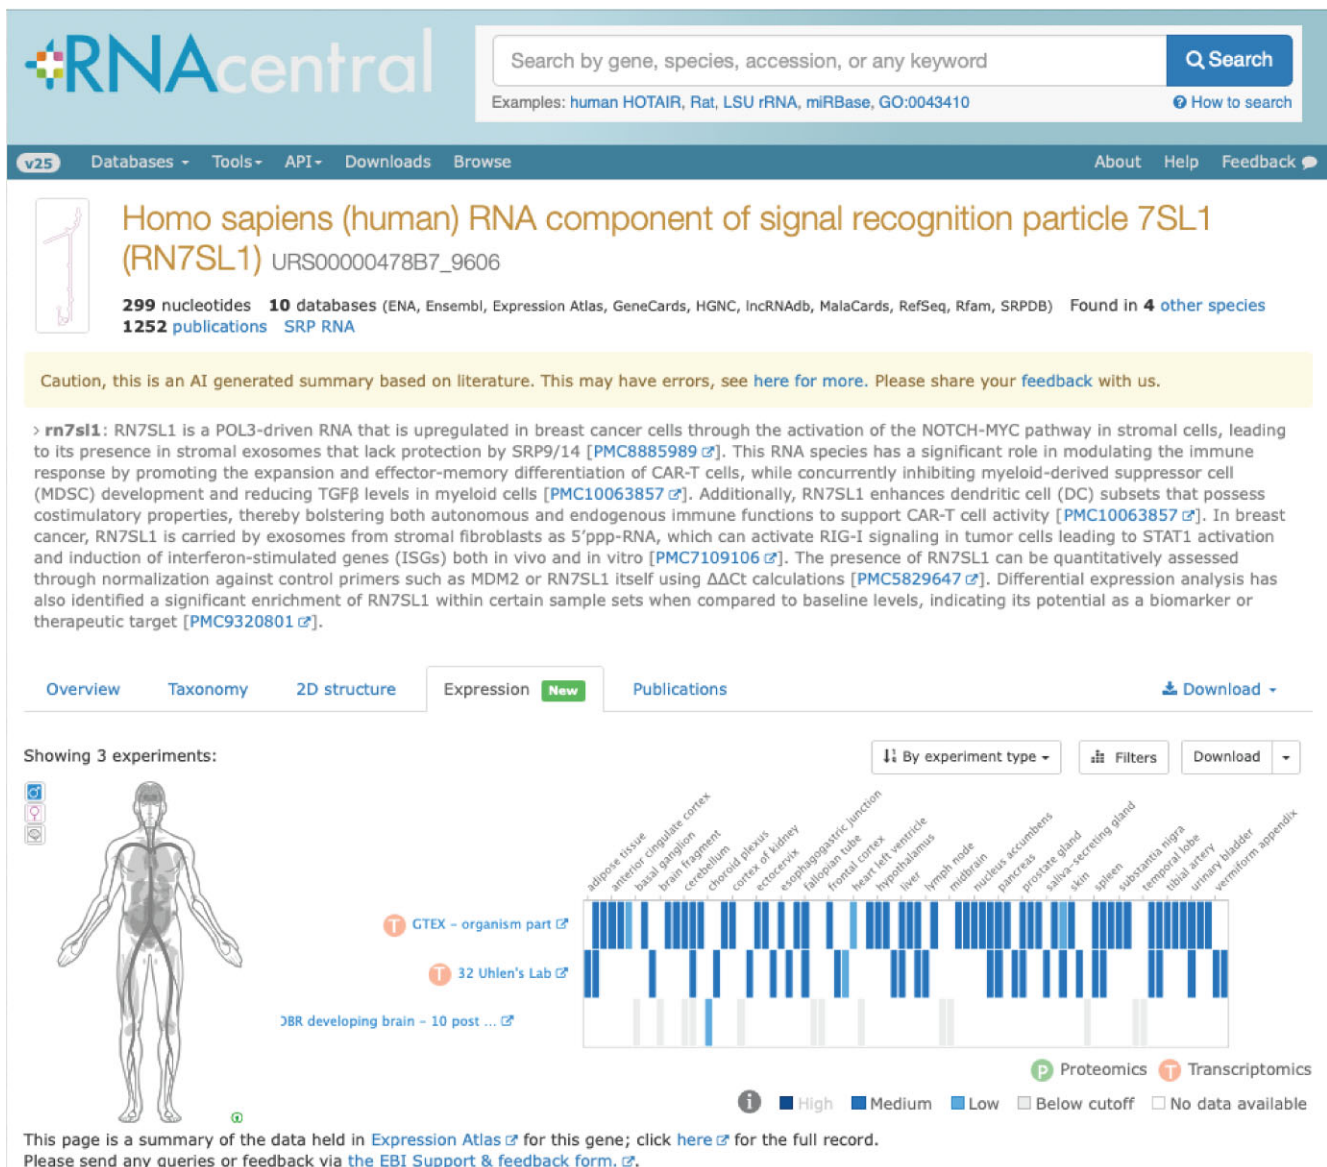 RNAcentral
Search by gene, species, accession, or any keyword
Search
Examples: human HOTAIR, Rat, LSU rRNA, miRBase, GO:0043410
How to search
v25 Databases Tools API Downloads Browse About Help Feedback
Homo sapiens (human) RNA component of signal recognition particle 7SL1
(RN7SL1) URS00000478B7_9606
299 nucleotides 10 databases (ENA, Ensembl, Expression Atlas, GeneCards, HGNC, lncRNAdb, MalaCards, RefSeq, Rfam, SRPDB) Found in 4 other species
1252 publications SRP RNA
Caution, this is an AI generated summary based on literature. This may have errors, see here for more. Please share your feedback with us.
› rn7sl1: RN7SL1 is a POL3-driven RNA that is upregulated in breast cancer cells through the activation of the NOTCH-MYC pathway in stromal cells, leading
to its presence in stromal exosomes that lack protection by SRP9/14 [PMC8885989]. This RNA species has a significant role in modulating the immune
response by promoting the expansion and effector-memory differentiation of CAR-T cells, while concurrently inhibiting myeloid-derived suppressor cell
(MDSC) development and reducing TGFβ levels in myeloid cells [PMC10063857]. Additionally, RN7SL1 enhances dendritic cell (DC) subsets that possess
costimulatory properties, thereby bolstering both autonomous and endogenous immune functions to support CAR-T cell activity [PMC10063857]. In breast
cancer, RN7SL1 is carried by exosomes from stromal fibroblasts as 5'ppp-RNA, which can activate RIG-I signaling in tumor cells leading to STAT1 activation
and induction of interferon-stimulated genes (ISGs) both in vivo and in vitro [PMC7109106]. The presence of RN7SL1 can be quantitatively assessed
through normalization against control primers such as MDM2 or RN7SL1 itself using ΔΔCt calculations [PMC5829647]. Differential expression analysis has
also identified a significant enrichment of RN7SL1 within certain sample sets when compared to baseline levels, indicating its potential as a biomarker or
therapeutic target [PMC9320801].
Overview Taxonomy 2D structure Expression New Publications Download
Showing 3 experiments:
By experiment type Filters Download
adipose tissue
anterior cingulate cortex
basal ganglion
brain fragment
cerebellum
choroid plexus
cortex of kidney
ectocervix
esophagogastric junction
fallopian tube
frontal cortex
heart left ventricle
hypothalamus
liver
lymph node
midbrain
nucleus accumbens
pancreas
prostate gland
saliva-secreting gland
skin
spleen
substantia nigra
temporal lobe
tibial artery
urinary bladder
vermiform appendix
T GTEX – organism part
T 32 Uhlen's Lab
DBR developing brain – 10 post ...
P Proteomics T Transcriptomics
i High Medium Low Below cutoff No data available
This page is a summary of the data held in Expression Atlas for this gene; click here for the full record.
Please send any queries or feedback via the EBI Support & feedback form.